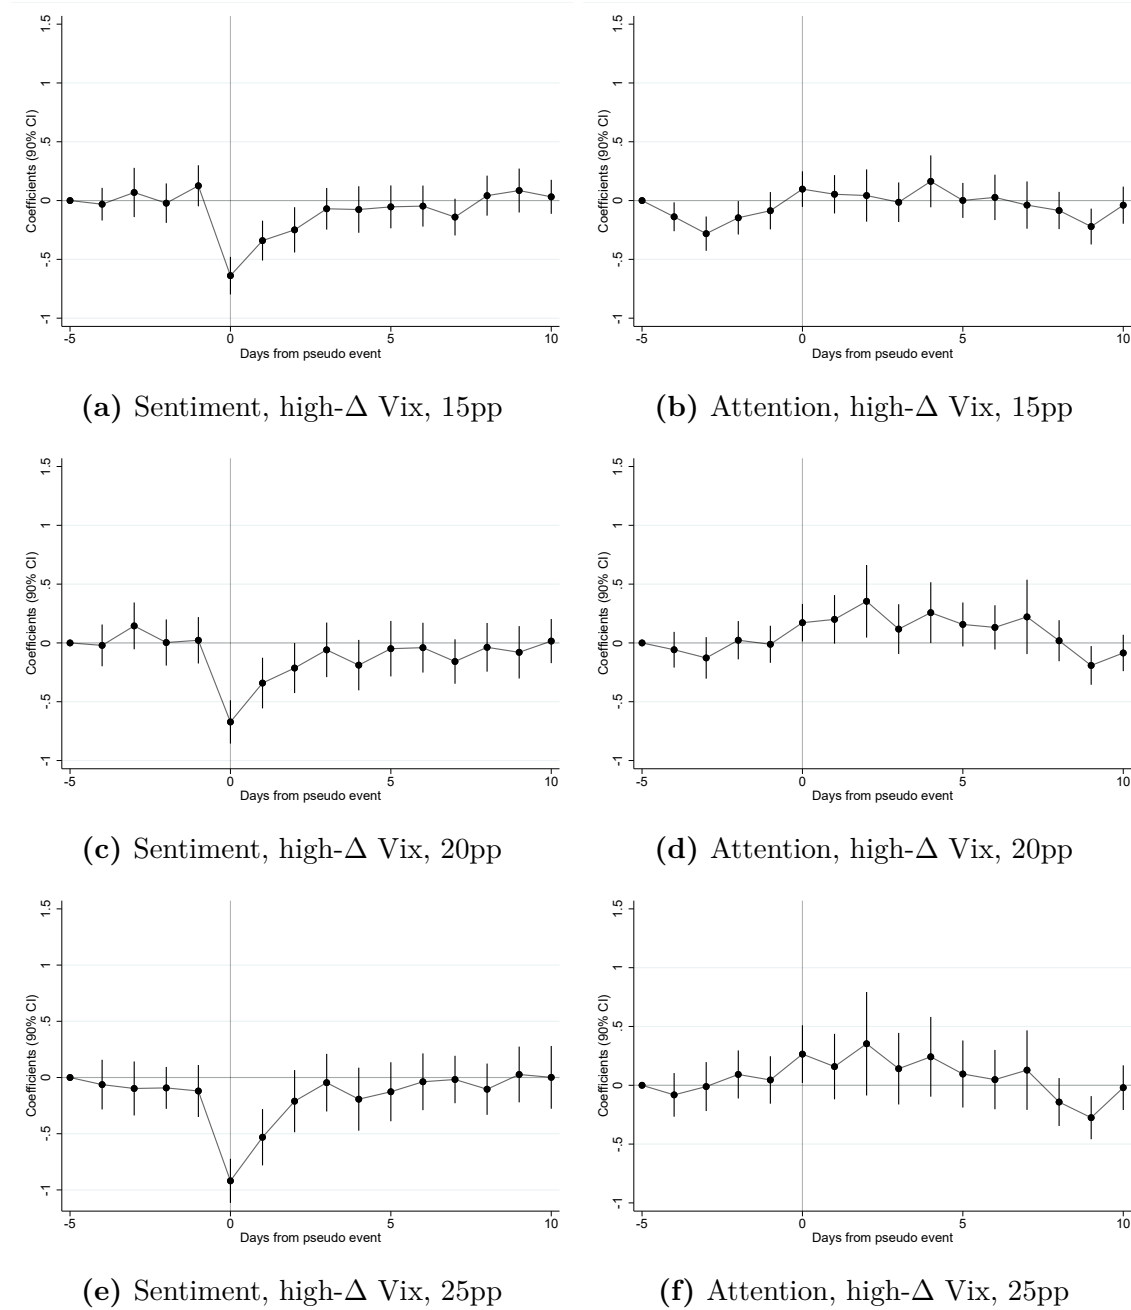 1.5
1
.5
0
-.5
-1
Coefficients (90% CI)
-5 0 5 10
Days from pseudo event
(a) Sentiment, high-Δ Vix, 15pp
1.5
1
.5
0
-.5
-1
Coefficients (90% CI)
-5 0 5 10
Days from pseudo event
(b) Attention, high-Δ Vix, 15pp
1.5
1
.5
0
-.5
-1
Coefficients (90% CI)
-5 0 5 10
Days from pseudo event
(c) Sentiment, high-Δ Vix, 20pp
1.5
1
.5
0
-.5
-1
Coefficients (90% CI)
-5 0 5 10
Days from pseudo event
(d) Attention, high-Δ Vix, 20pp
1.5
1
.5
0
-.5
-1
Coefficients (90% CI)
-5 0 5 10
Days from pseudo event
(e) Sentiment, high-Δ Vix, 25pp
1.5
1
.5
0
-.5
-1
Coefficients (90% CI)
-5 0 5 10
Days from pseudo event
(f) Attention, high-Δ Vix, 25pp